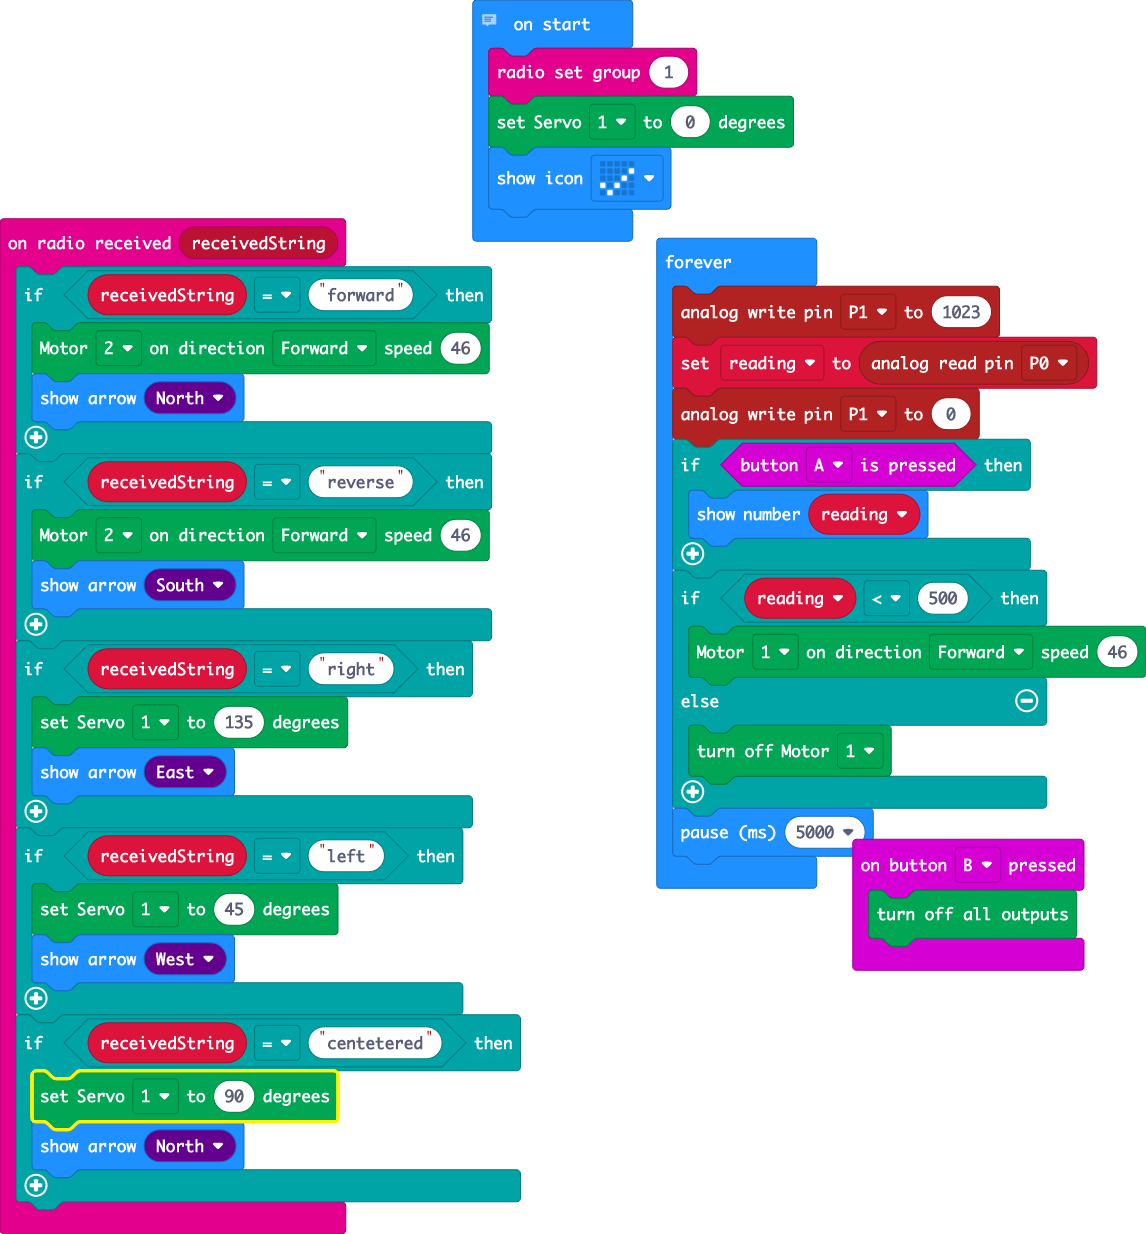 on start
radio set group 1
set Servo 1 to 0 degrees
show icon
on radio received receivedString
if receivedString = "forward" then
Motor 2 on direction Forward speed 46
show arrow North
if receivedString = "reverse" then
Motor 2 on direction Forward speed 46
show arrow South
if receivedString = "right" then
set Servo 1 to 135 degrees
show arrow East
if receivedString = "left" then
set Servo 1 to 45 degrees
show arrow West
if receivedString = "centetered" then
set Servo 1 to 90 degrees
show arrow North
forever
analog write pin P1 to 1023
set reading to analog read pin P0
analog write pin P1 to 0
if button A is pressed then
show number reading
if reading < 500 then
Motor 1 on direction Forward speed 46
else
turn off Motor 1
pause (ms) 5000
on button B pressed
turn off all outputs